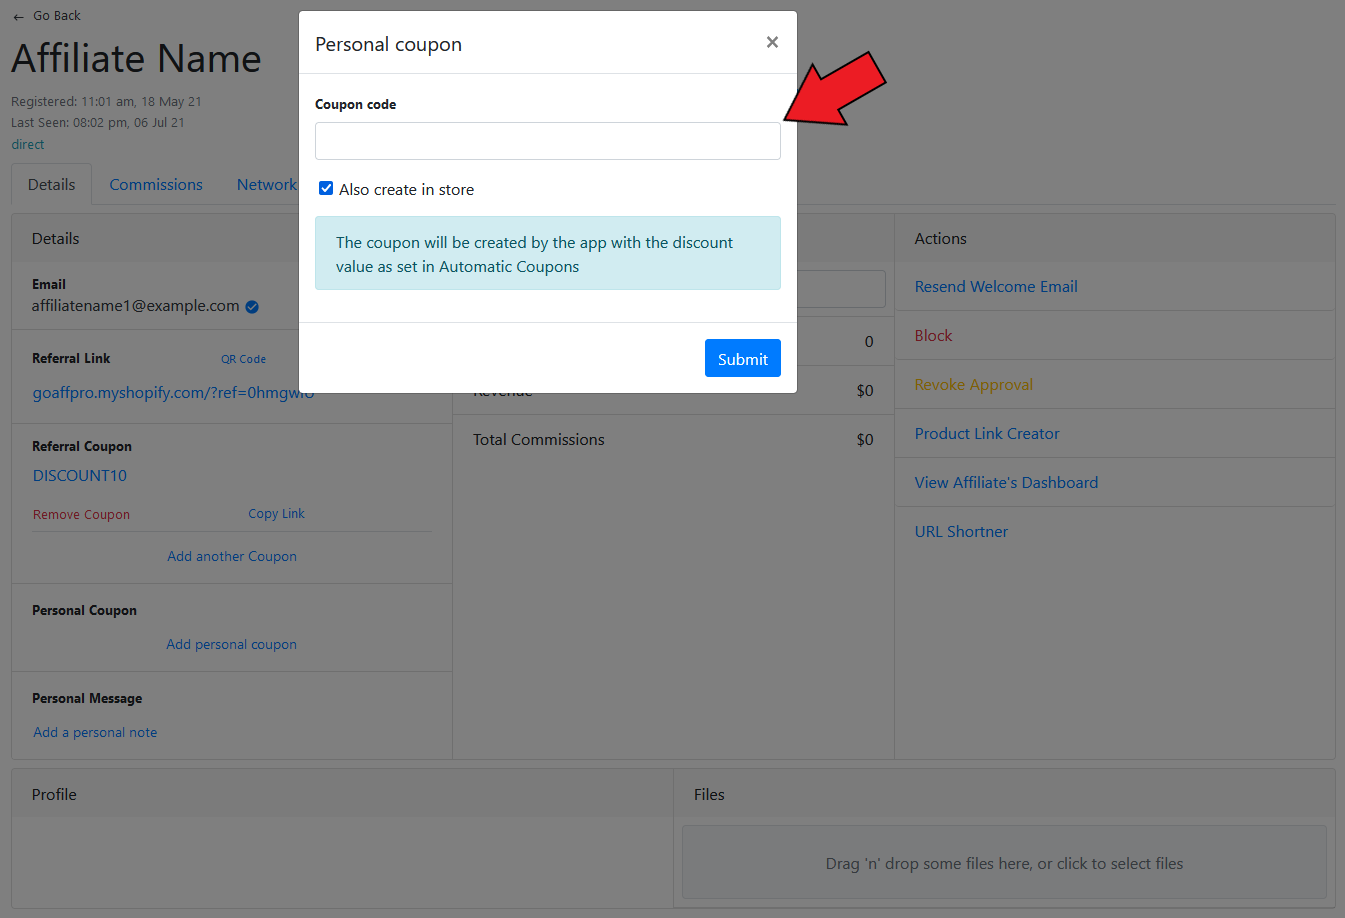 ← Go Back
Affiliate Name
Registered: 11:01 am, 18 May 21
Last Seen: 08:02 pm, 06 Jul 21
direct
Details Commissions Network
Personal coupon ×
Coupon code
Also create in store
The coupon will be created by the app with the discount
value as set in Automatic Coupons
Submit
Details
Email
affiliatename1@example.com
Referral Link QR Code
goaffpro.myshopify.com/?ref=0hmgwfo
Referral Coupon
DISCOUNT10
Remove Coupon Copy Link
Add another Coupon
Personal Coupon
Add personal coupon
Personal Message
Add a personal note
0
Revenue $0
Total Commissions $0
Actions
Resend Welcome Email
Block
Revoke Approval
Product Link Creator
View Affiliate's Dashboard
URL Shortner
Profile
Files
Drag 'n' drop some files here, or click to select files